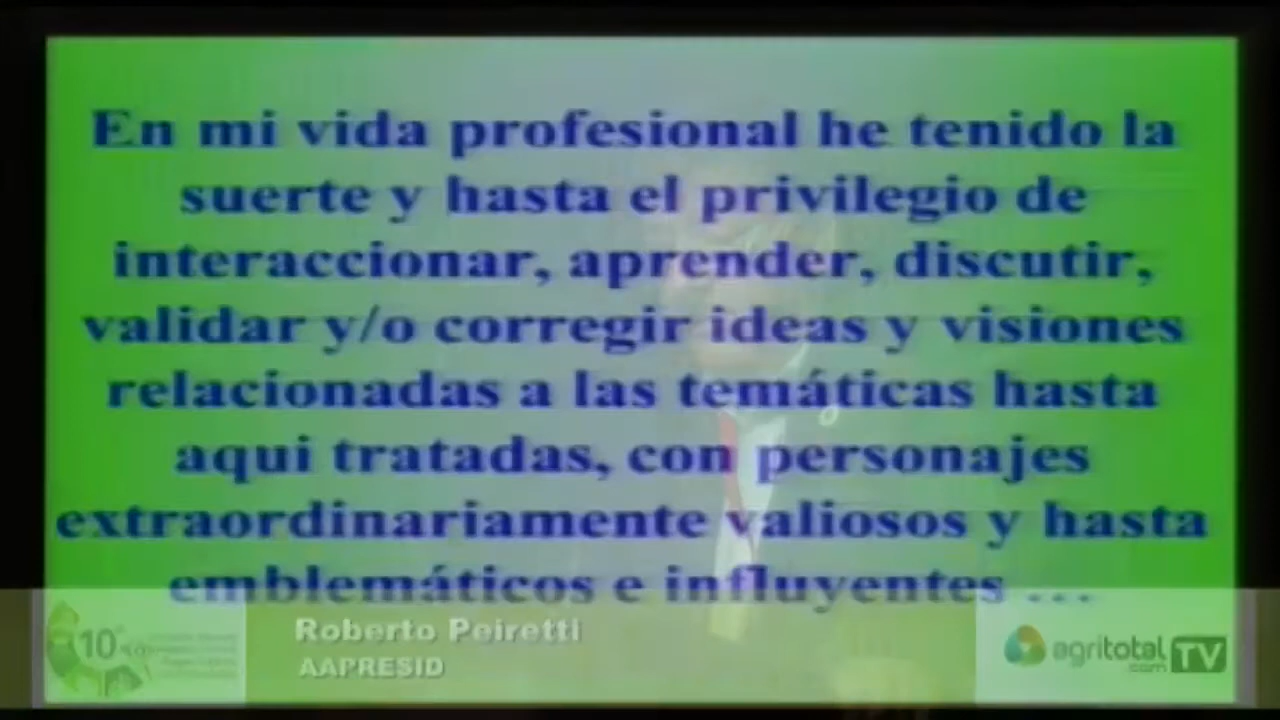 En mi vida profesional he tenido la
suerte y hasta el privilegio de
interaccionar, aprender, discutir,
validar y/o corregir ideas y visiones
relacionadas a las temáticas hasta
aqui tratadas, con personajes
extraordinariamente valiosos y hasta
emblemáticos e influyentes ...
10°
Roberto Peiretti
AAPRESID
agritotal
.com
TV